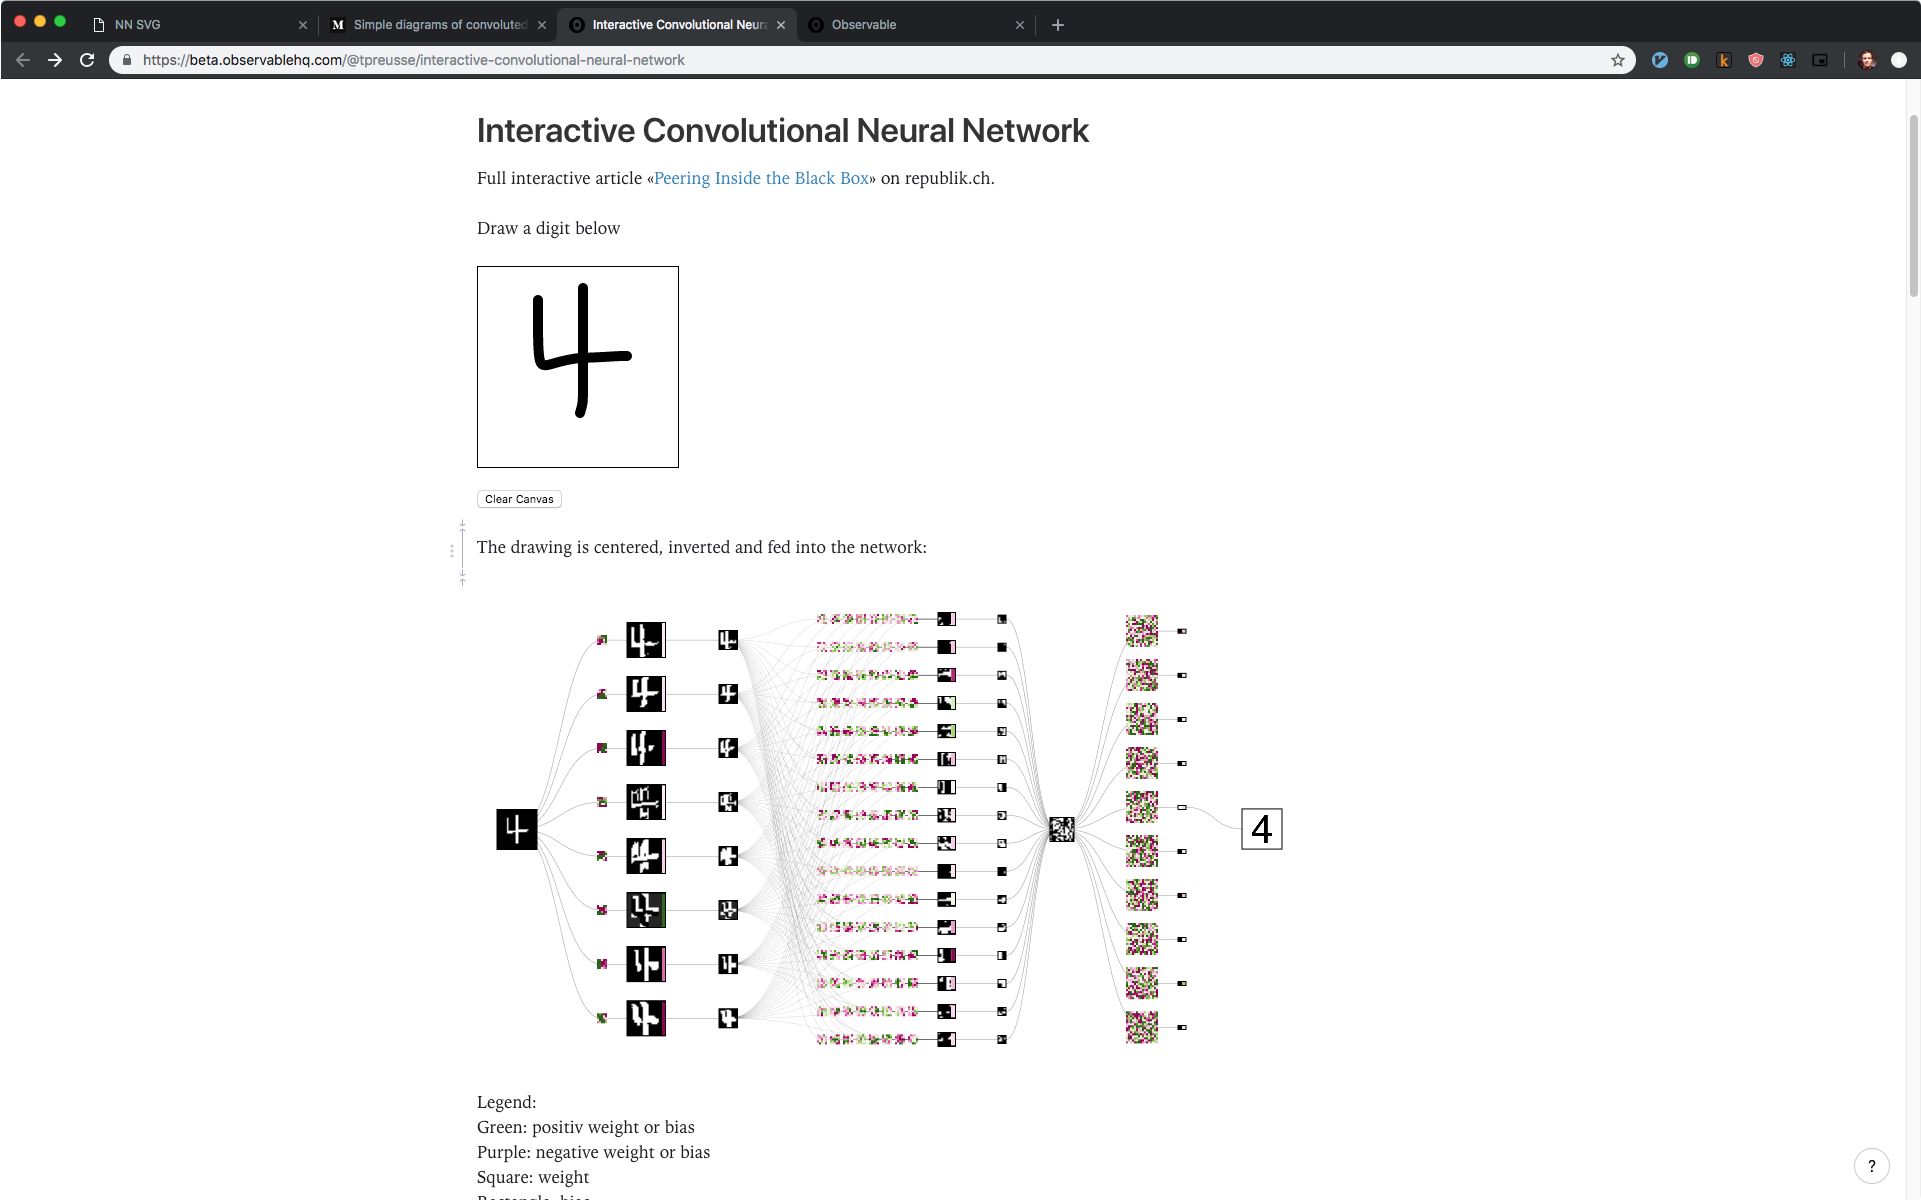 NN SVG
M Simple diagrams of convoluted
Interactive Convolutional Neura
Observable
https://beta.observablehq.com/@tpreusse/interactive-convolutional-neural-network
Interactive Convolutional Neural Network
Full interactive article «Peering Inside the Black Box» on republik.ch.
Draw a digit below
4
Clear Canvas
The drawing is centered, inverted and fed into the network:
4
4
Legend:
Green: positiv weight or bias
Purple: negative weight or bias
Square: weight
?